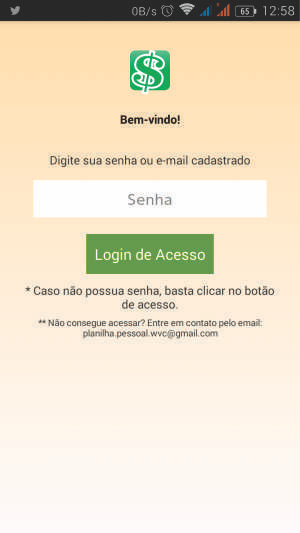 0B/s 65 12:58
$
Bem-vindo!
Digite sua senha ou e-mail cadastrado
Senha
Login de Acesso
* Caso não possua senha, basta clicar no botão
de acesso.
** Não consegue acessar? Entre em contato pelo email:
planilha.pessoal.wvc@gmail.com